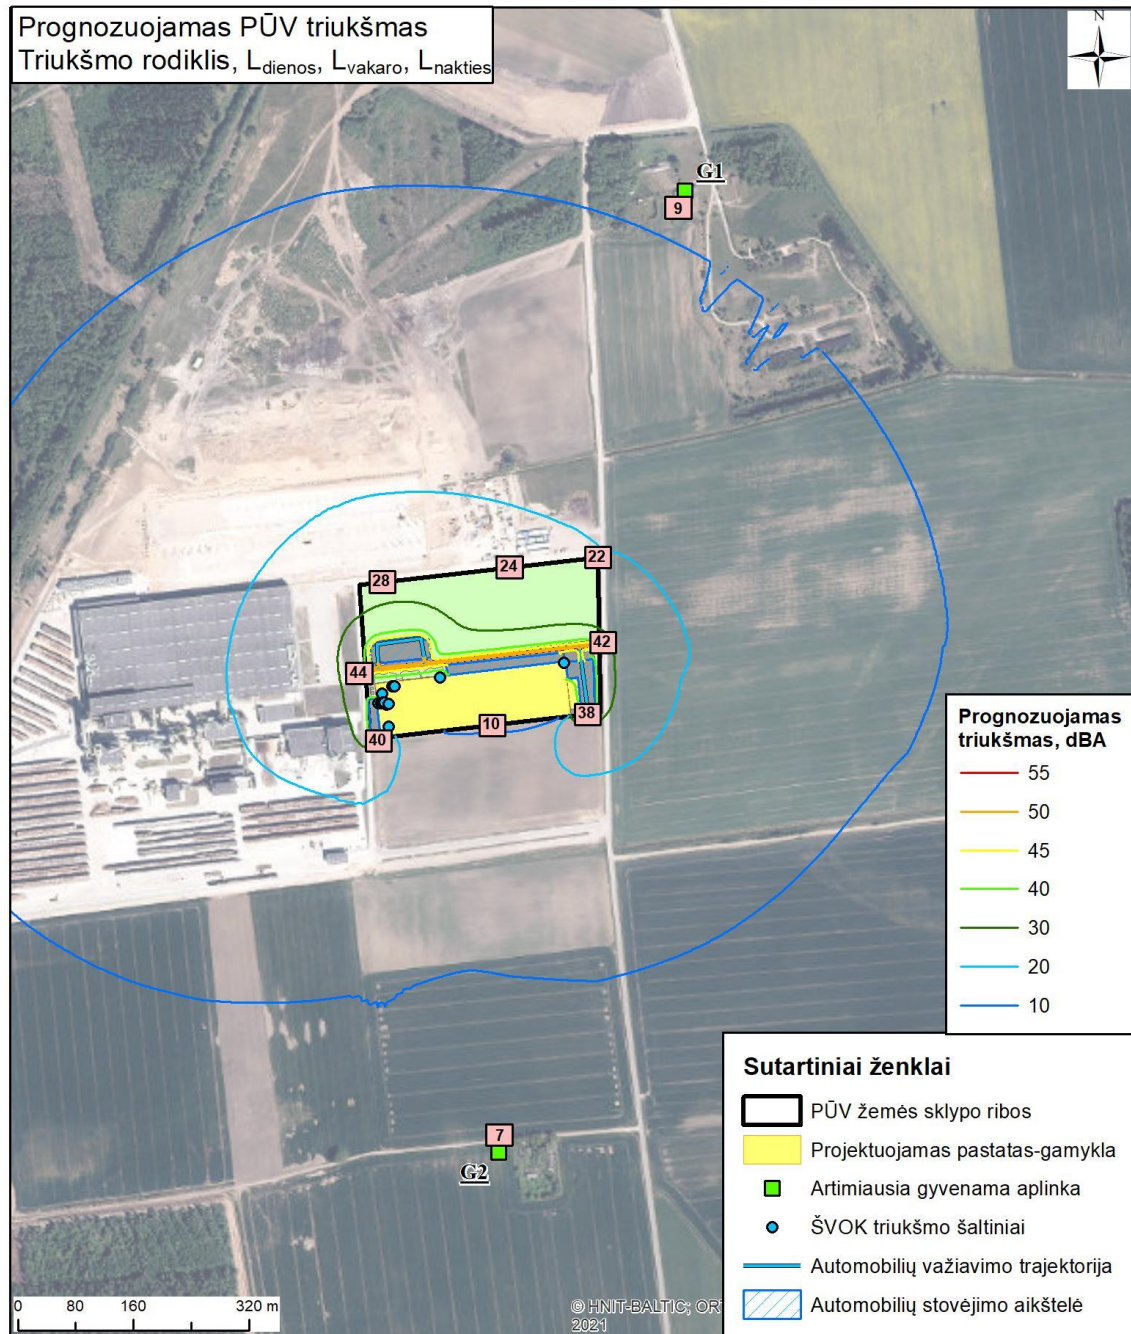 Prognozuojamas PŪV triukšmas
Triukšmo rodiklis, Ldienos, Lvakaro, Lnakties
N
G1
9
22
24
28
42
44
38
10
40
Prognozuojamas
triukšmas, dBA
55
50
45
40
30
20
10
7
G2
Sutartiniai ženklai
PŪV žemės sklypo ribos
Projektuojamas pastatas-gamykla
Artimiausia gyvenama aplinka
ŠVOK triukšmo šaltiniai
Automobilių važiavimo trajektorija
Automobilių stovėjimo aikštelė
0 80 160 320 m
© HNIT-BALTIC; OR
2021